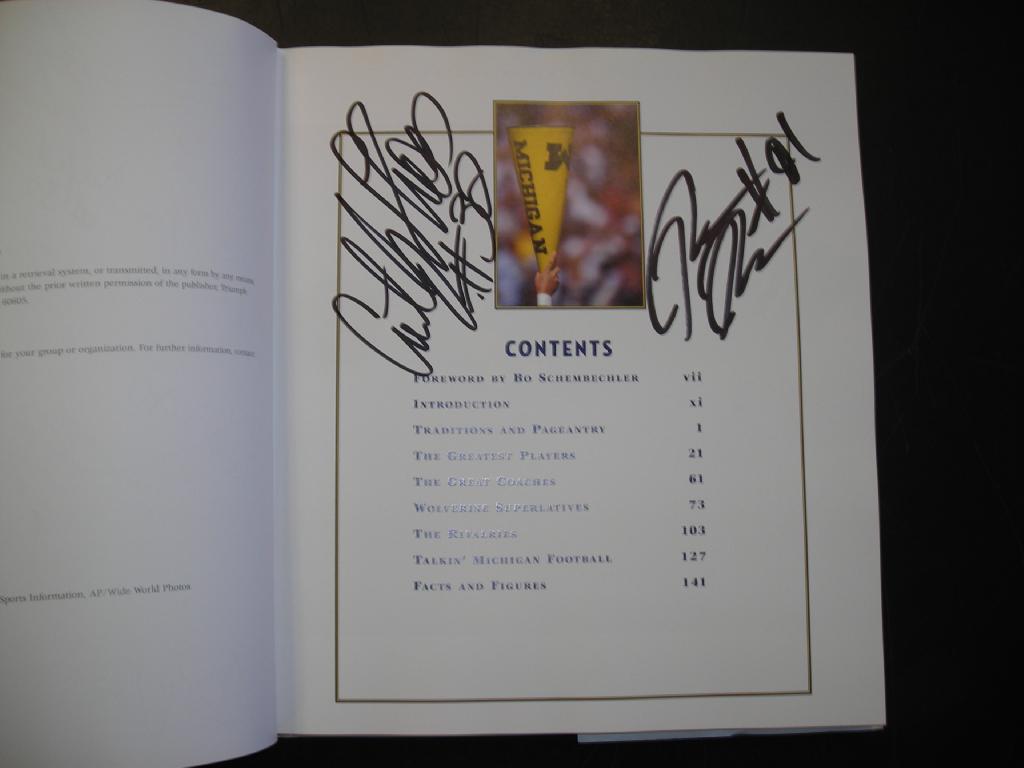 in a retrieval system, or transmitted, in any form by any means,
without the prior written permission of the publisher, Triumph
60605.
for your group or organization. For further information, contact
Sports Information, AP/Wide World Photos
M
MICHIGAN
CONTENTS
FOREWORD BY BO SCHEMBECHLER vii
INTRODUCTION xi
TRADITIONS AND PAGEANTRY 1
THE GREATEST PLAYERS 21
THE GREAT COACHES 61
WOLVERINE SUPERLATIVES 73
THE RIVALRIES 103
TALKIN' MICHIGAN FOOTBALL 127
FACTS AND FIGURES 141